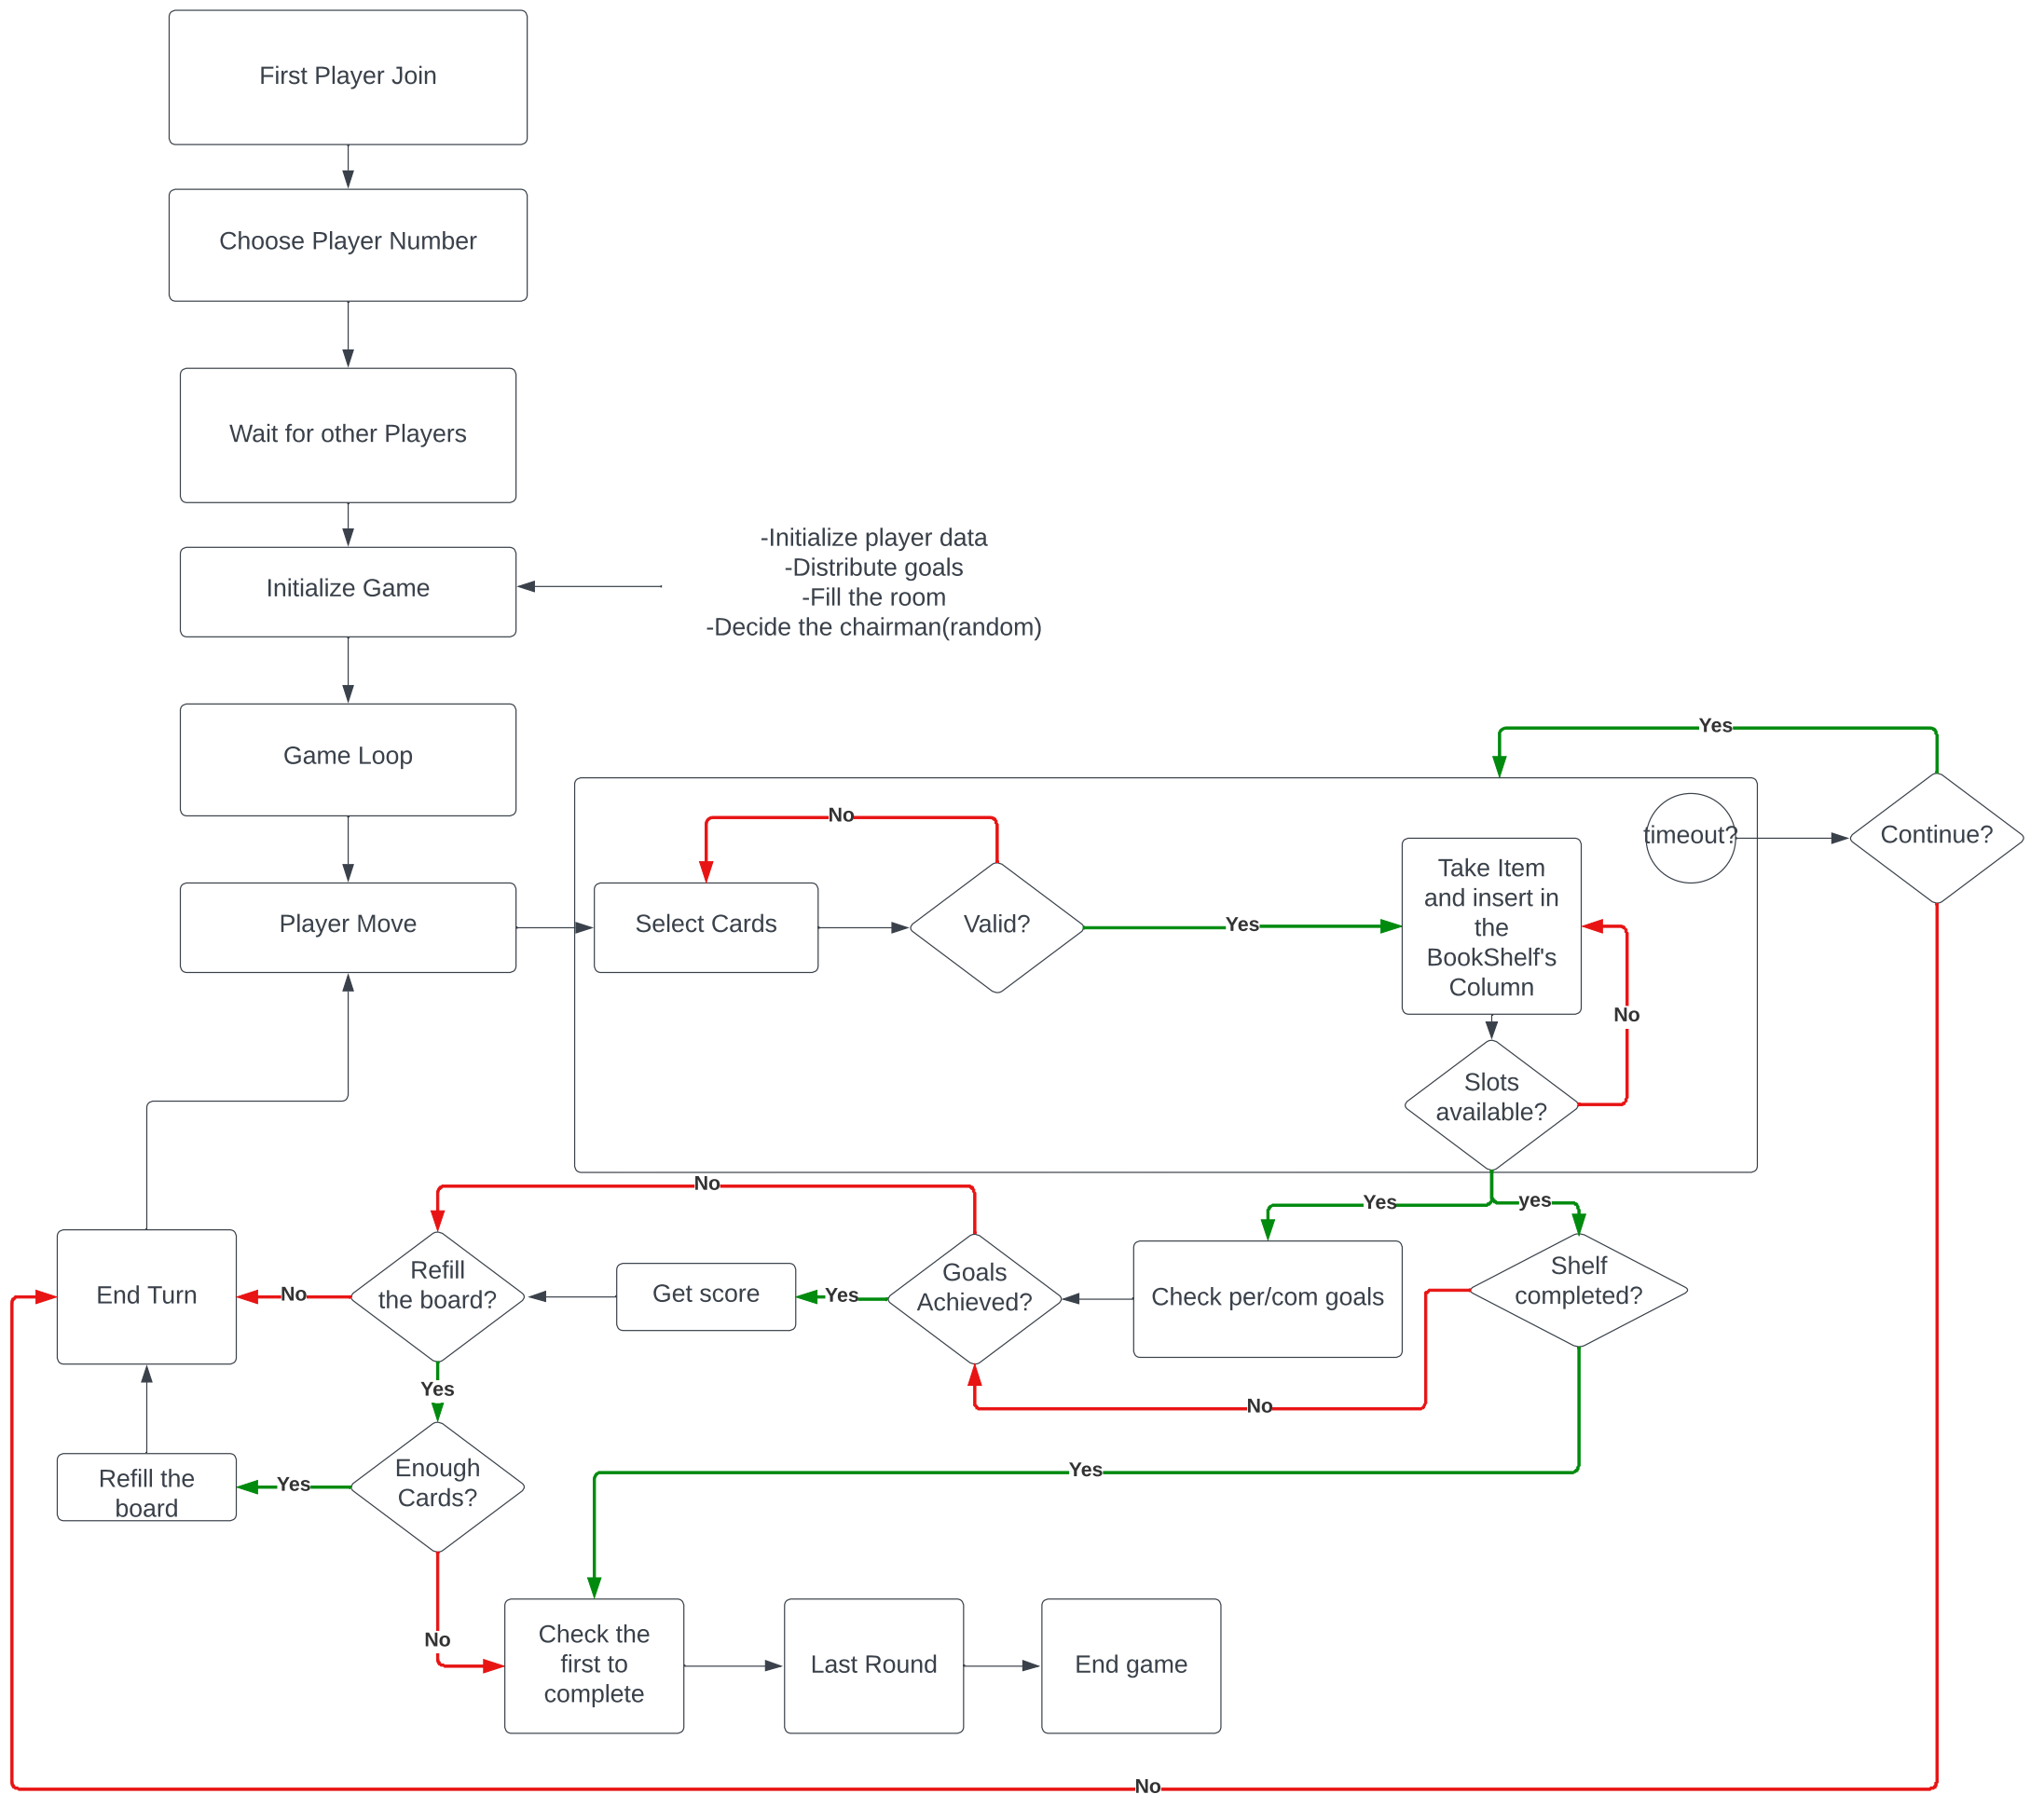 First Player Join
Choose Player Number
Wait for other Players
-Initialize player data
-Distribute goals
-Fill the room
-Decide the chairman(random)
Initialize Game
Game Loop
Yes
No
timeout?
Continue?
Player Move
Select Cards
Valid?
Yes
Take Item
and insert in
the
BookShelf's
Column
No
Slots
available?
No
Yes
yes
End Turn
No
Refill
the board?
Get score
Yes
Goals
Achieved?
Check per/com goals
Shelf
completed?
Yes
No
Refill the
board
Yes
Enough
Cards?
Yes
No
Check the
first to
complete
Last Round
End game
No